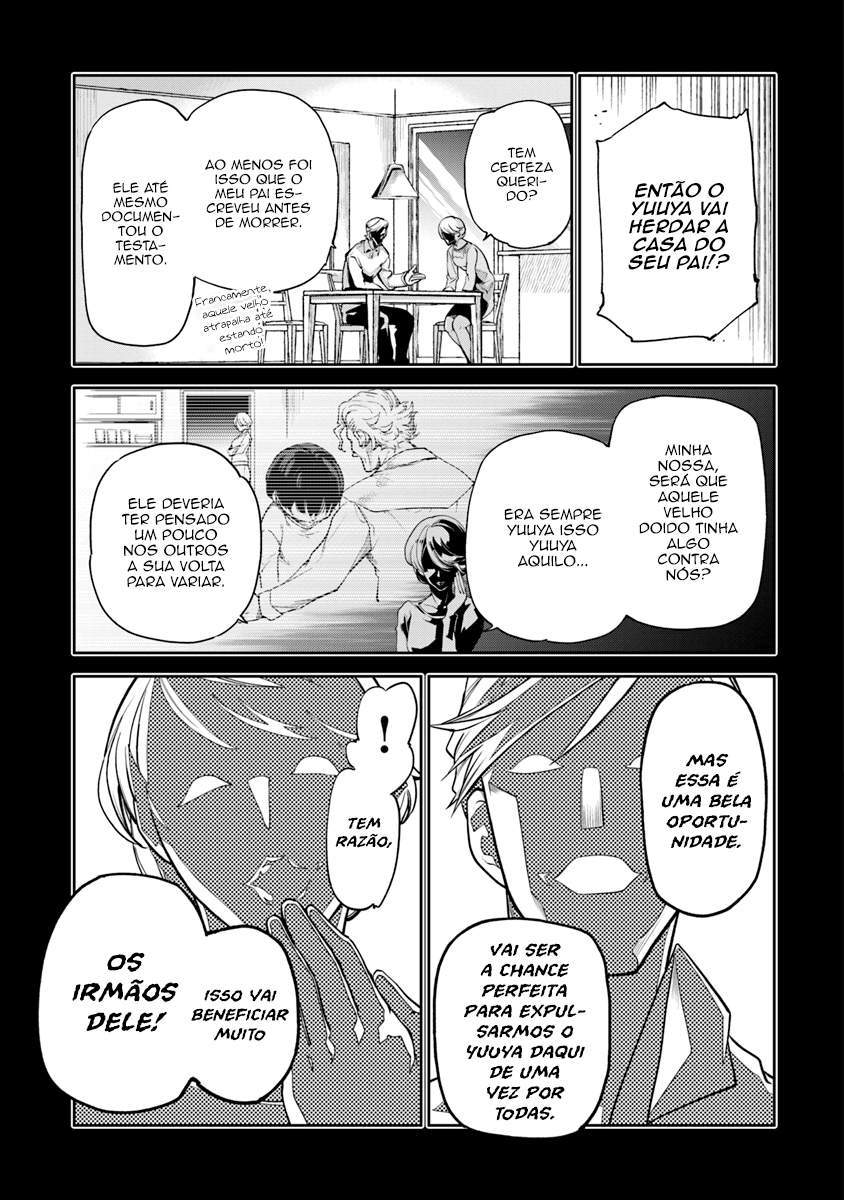 ENTÃO O
YUUYA VAI
HERDAR A
CASA DO
SEU PAI!?
TEM
CERTEZA
QUERI-
DO?
AO MENOS FOI
ISSO QUE O
MEU PAI ES-
CREVEU ANTES
DE MORRER.
ELE ATÉ
MESMO
DOCUMEN-
TOU O
TESTA-
MENTO.
Francamente,
aquele velho
atrapalha até
estando
morto!
MINHA
NOSSA,
SERÁ QUE
AQUELE
VELHO
DOIDO TINHA
ALGO
CONTRA
NÓS?
ERA SEMPRE
YUUYA ISSO
YUUYA
AQUILO...
ELE DEVERIA
TER PENSADO
UM POUCO
NOS OUTROS
A SUA VOLTA
PARA VARIAR.
MAS
ESSA É
UMA BELA
OPORTU-
NIDADE.
VAI SER
A CHANCE
PERFEITA
PARA EXPUL-
SARMOS O
YUUYA DAQUI
DE UMA
VEZ POR
TODAS.
!
TEM
RAZÃO,
ISSO VAI
BENEFICIAR
MUITO
OS
IRMÃOS
DELE!